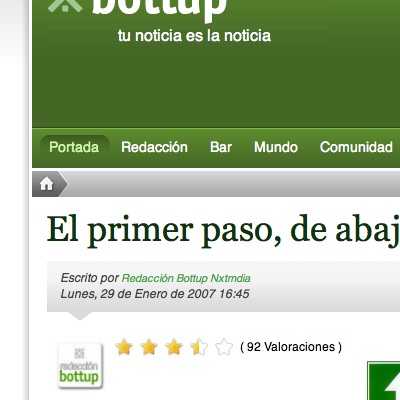 bottup
tu noticia es la noticia
Portada Redacción Bar Mundo Comunidad
El primer paso, de abaj
Escrito por Redacción Bottup Nxtmdia
Lunes, 29 de Enero de 2007 16:45
( 92 Valoraciones )
redacción
bottup